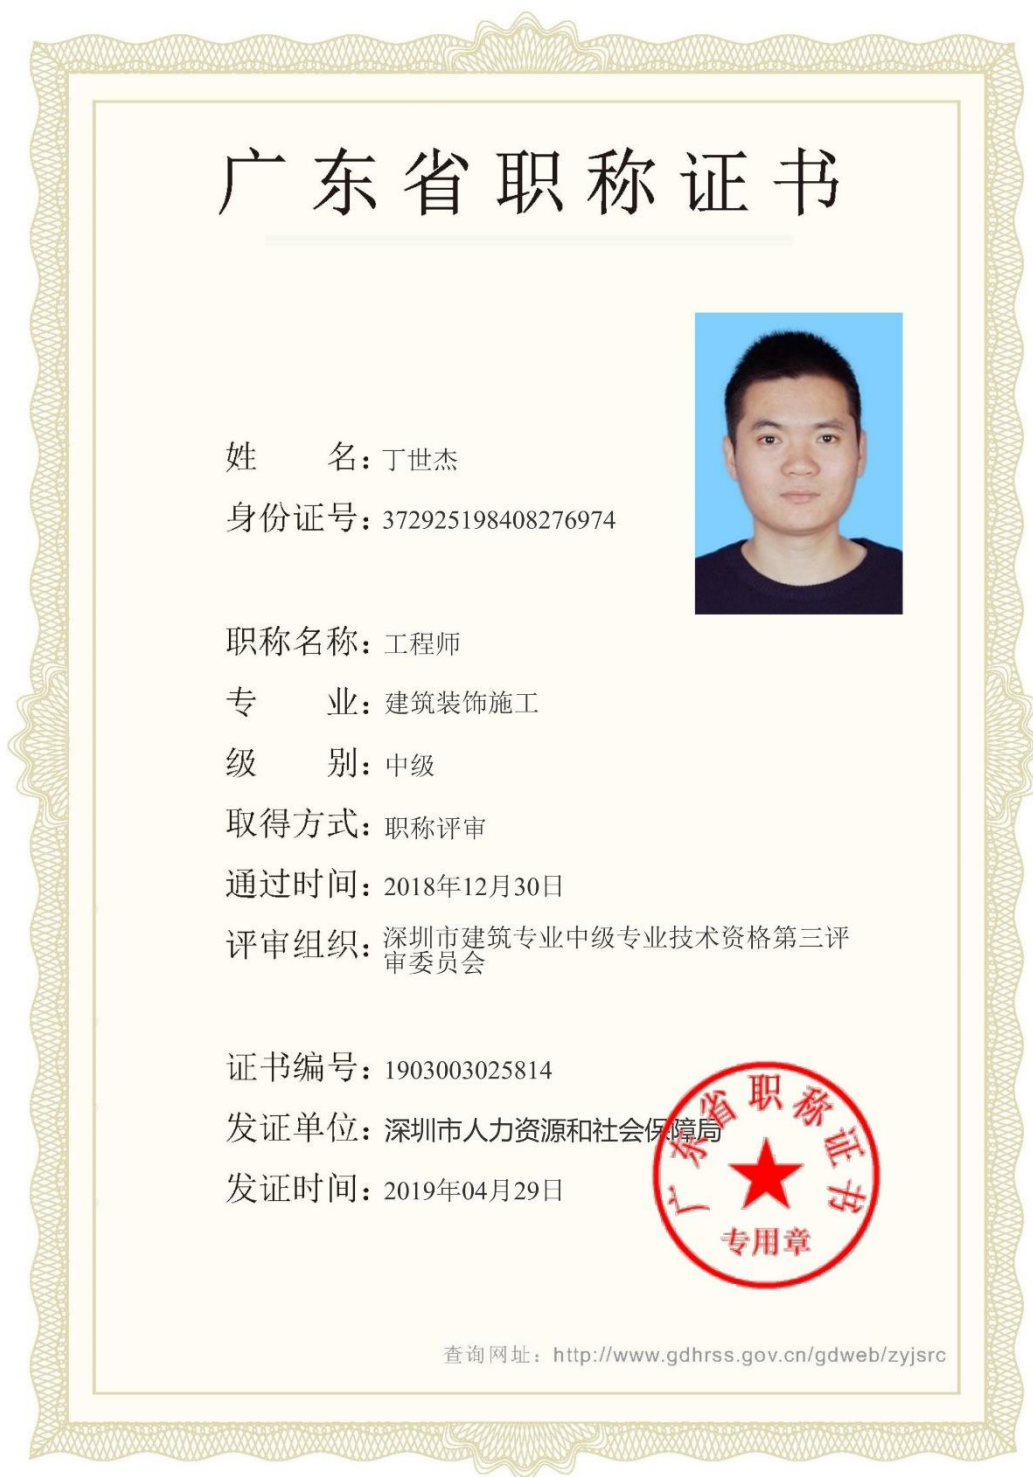 广东省职称证书
姓 名：丁世杰
身份证号：372925198408276974
职称名称：工程师
专 业：建筑装饰施工
级 别：中级
取得方式：职称评审
通过时间：2018年12月30日
评审组织：深圳市建筑专业中级专业技术资格第三评
审委员会
证书编号：1903003025814
发证单位：深圳市人力资源和社会保障局
发证时间：2019年04月29日
广东省职称证书
专用章
查询网址：http://www.gdhrss.gov.cn/gdweb/zyjsrc